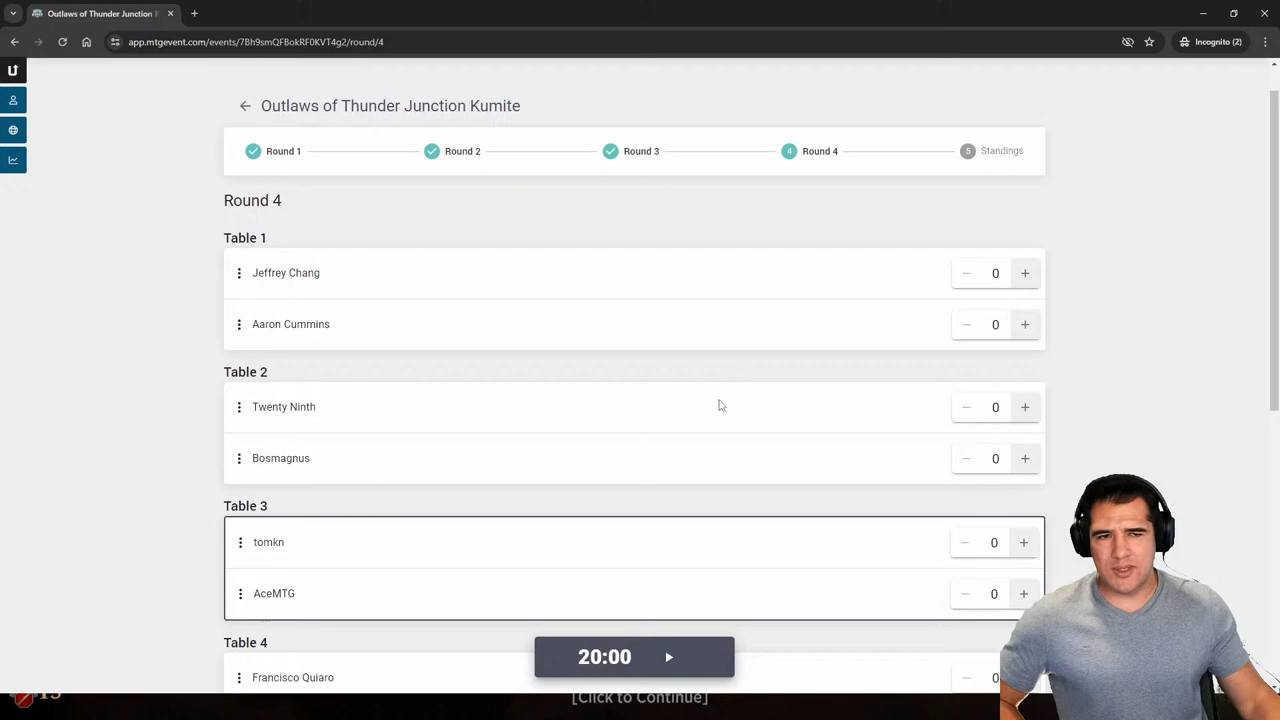 Outlaws of Thunder Junction
app.mtgevent.com/events/7Bh9smQFBokRF0KVT4g2/round/4
Incognito (2)
Outlaws of Thunder Junction Kumite
Round 1
Round 2
Round 3
4 Round 4
5 Standings
Round 4
Table 1
Jeffrey Chang − 0 +
Aaron Cummins − 0 +
Table 2
Twenty Ninth − 0 +
Bosmagnus − 0 +
Table 3
tomkn − 0 +
AceMTG − 0 +
Table 4
20:00
Francisco Quiaro − 0
[Click to Continue]